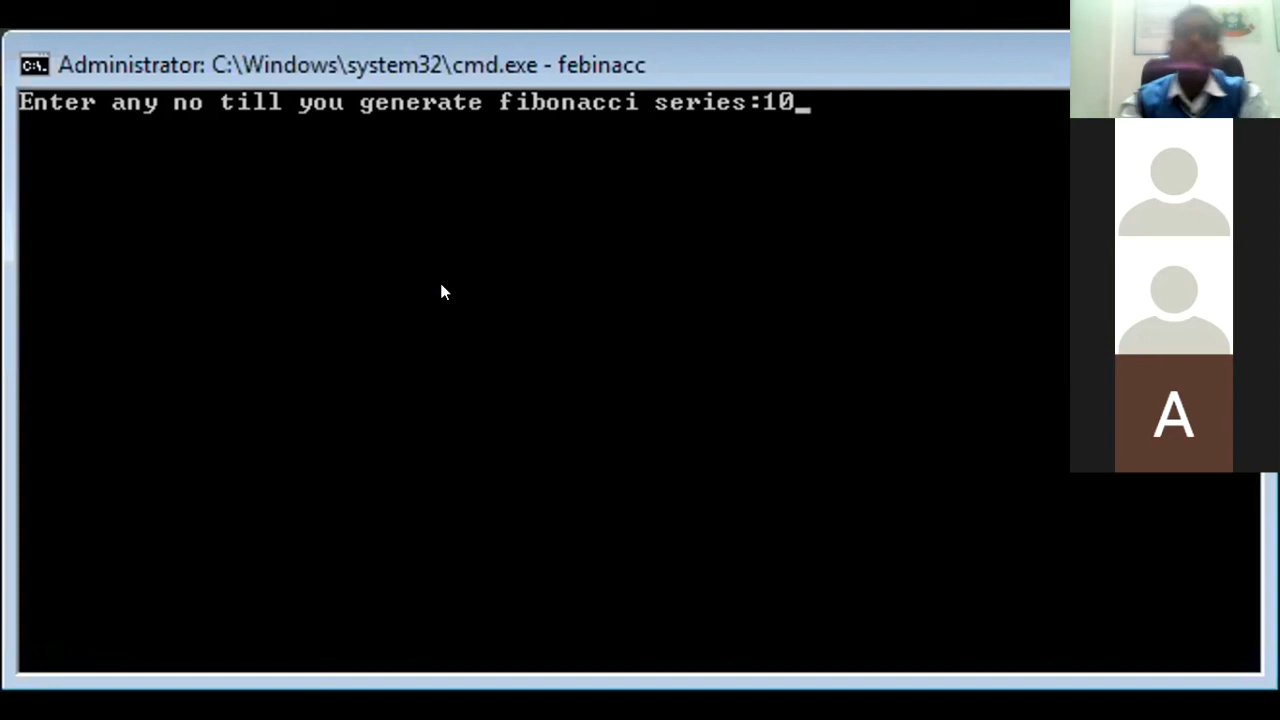 Administrator: C:\Windows\system32\cmd.exe - febinacc
Enter any no till you generate fibonacci series:10_
A